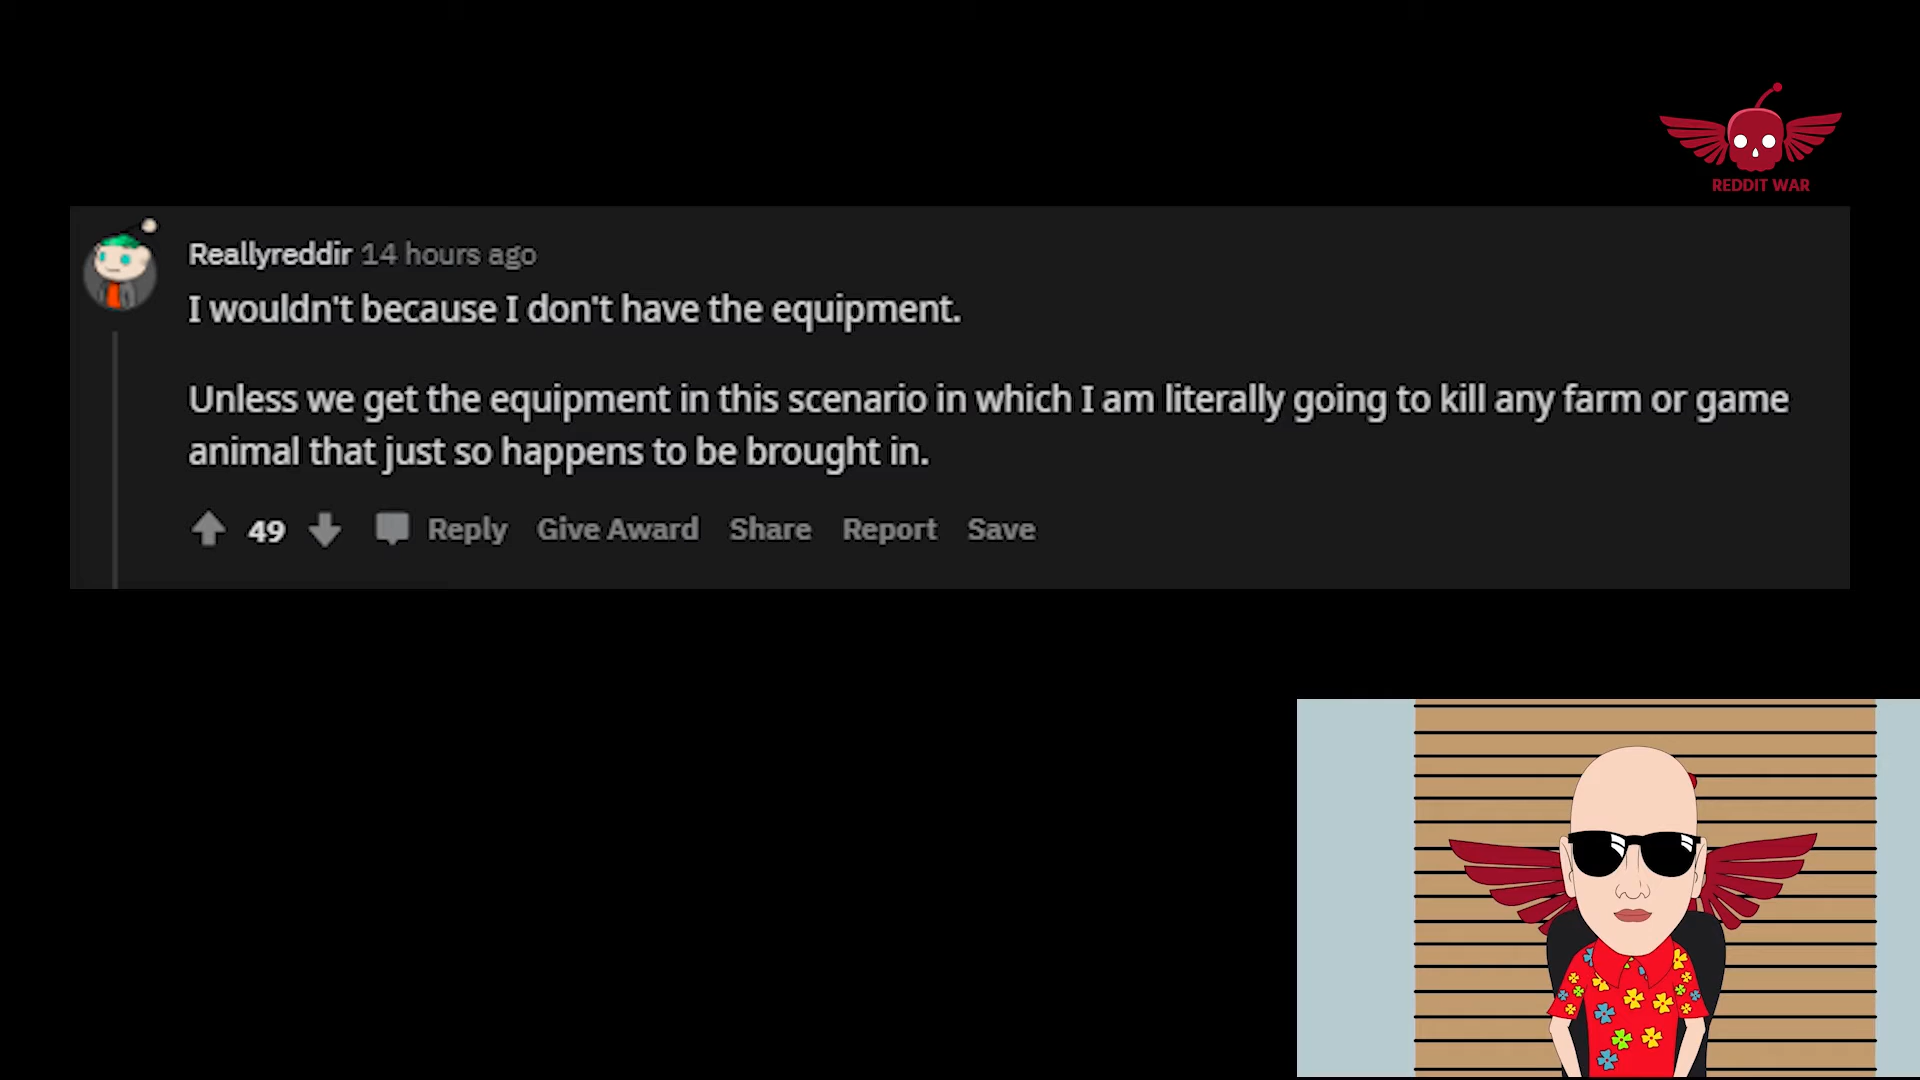 REDDIT WAR
Reallyreddir 14 hours ago
I wouldn't because I don't have the equipment.
Unless we get the equipment in this scenario in which I am literally going to kill any farm or game
animal that just so happens to be brought in.
49 Reply Give Award Share Report Save